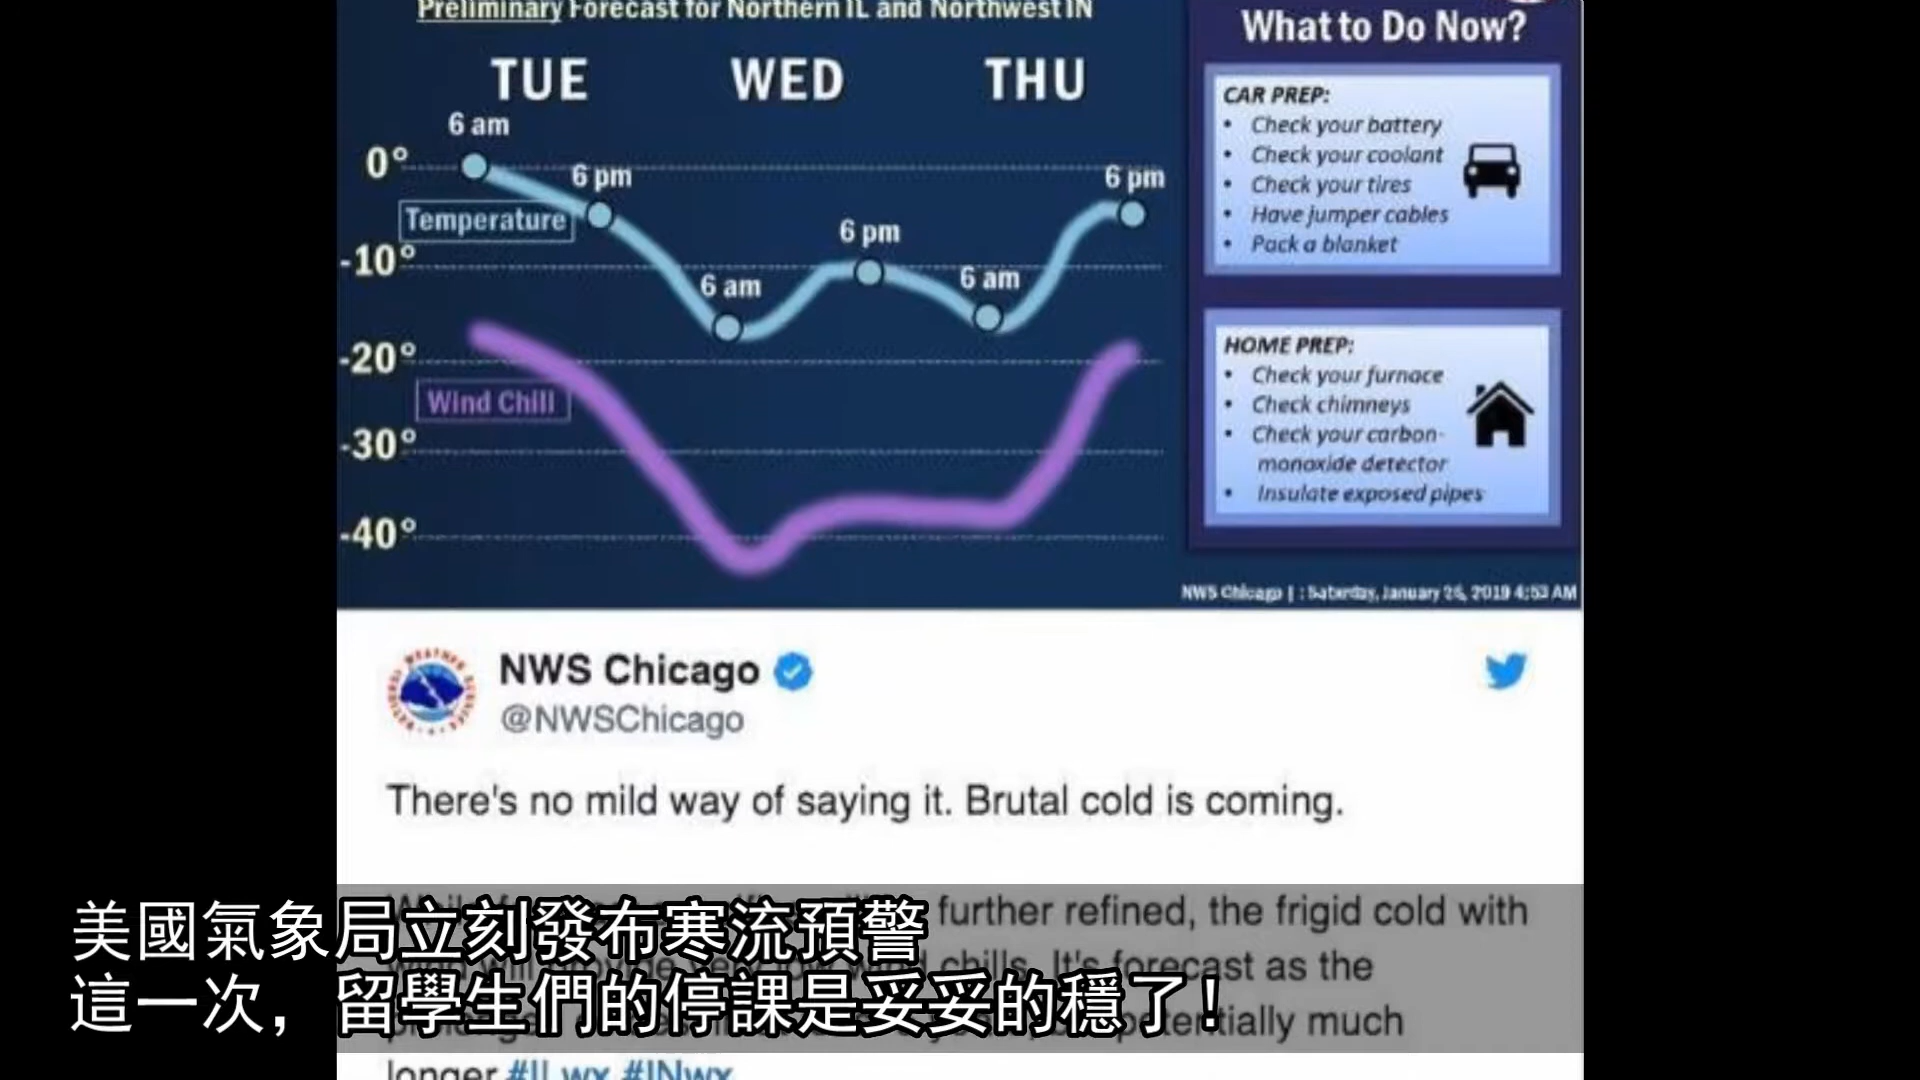 Preliminary Forecast for Northern IL and Northwest IN
TUE WED THU
6 am
0°
6 pm
6 pm
Temperature
6 pm
-10°
6 am
6 am
-20°
Wind Chill
-30°
-40°
What to Do Now?
CAR PREP:
• Check your battery
• Check your coolant
• Check your tires
• Have jumper cables
• Pack a blanket
HOME PREP:
• Check your furnace
• Check chimneys
• Check your carbon-
monoxide detector
• Insulate exposed pipes
NWS Chicago | : Saturday, January 26, 2019 4:53 AM
NWS Chicago
@NWSChicago
There's no mild way of saying it. Brutal cold is coming.
further refined, the frigid cold with
chills. It's forecast as the
potentially much
longer #ILwx #INwx
美國氣象局立刻發布寒流預警
這一次，留學生們的停課是妥妥的穩了！